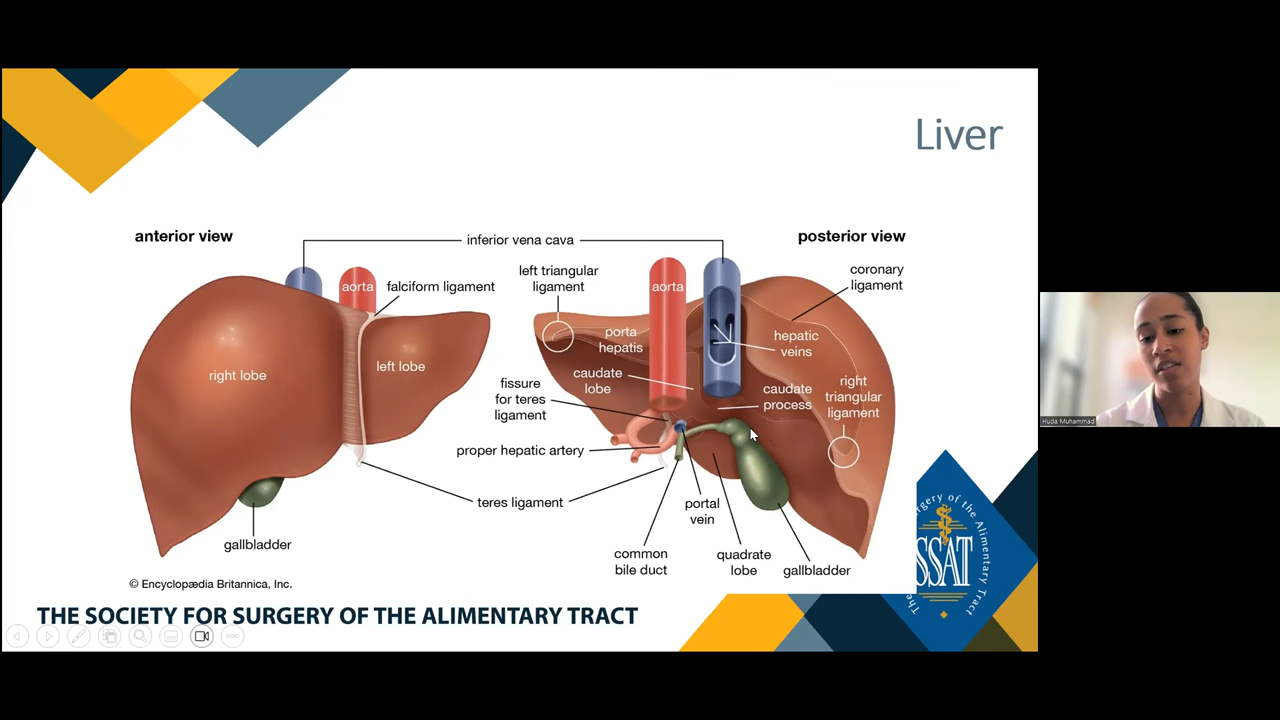 Liver
anterior view
inferior vena cava
posterior view
aorta
falciform ligament
right lobe
left lobe
teres ligament
gallbladder
left triangular
ligament
aorta
coronary
ligament
porta
hepatis
hepatic
veins
caudate
lobe
caudate
process
right
triangular
ligament
fissure
for teres
ligament
proper hepatic artery
portal
vein
common
bile duct
quadrate
lobe
gallbladder
© Encyclopædia Britannica, Inc.
THE SOCIETY FOR SURGERY OF THE ALIMENTARY TRACT
urgery of the Alimentary Tract
SSAT
The
Huda Muhammad